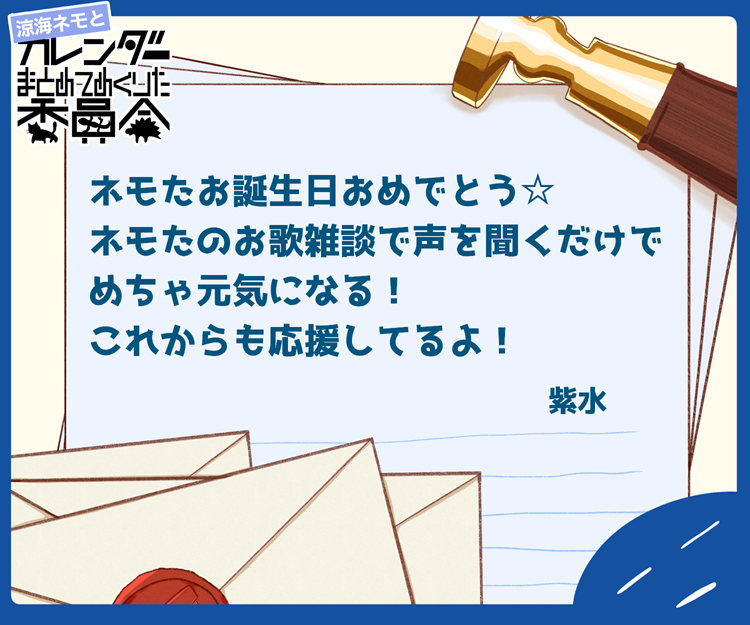 涼海ネモと
カレンダー
まとめてめくりた
委員会
ネモたお誕生日おめでとう☆
ネモたのお歌雑談で声を聞くだけで
めちゃ元気になる！
これからも応援してるよ！
紫水